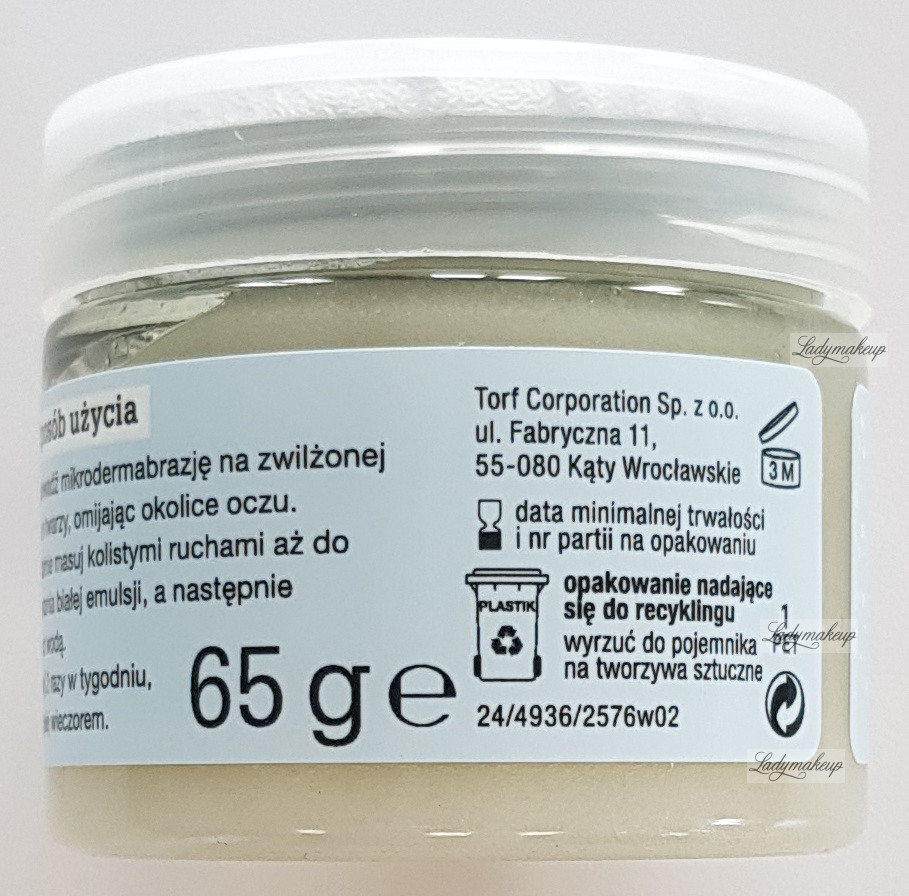 użycia
mikrodermabrazję na zwilżonej
twarzy, omijając okolice oczu.
masuj kolistymi ruchami aż do
białej emulsji, a następnie
wodą.
razy w tygodniu,
wieczorem.
65 g e
Torf Corporation Sp. z o.o.
ul. Fabryczna 11,
55-080 Kąty Wrocławskie
3 M
data minimalnej trwałości
i nr partii na opakowaniu
PLASTIK
opakowanie nadające
się do recyklingu
wyrzuć do pojemnika
na tworzywa sztuczne
1
PET
24/4936/2576w02
Ladymakeup
Ladymakeup
Ladymakeup